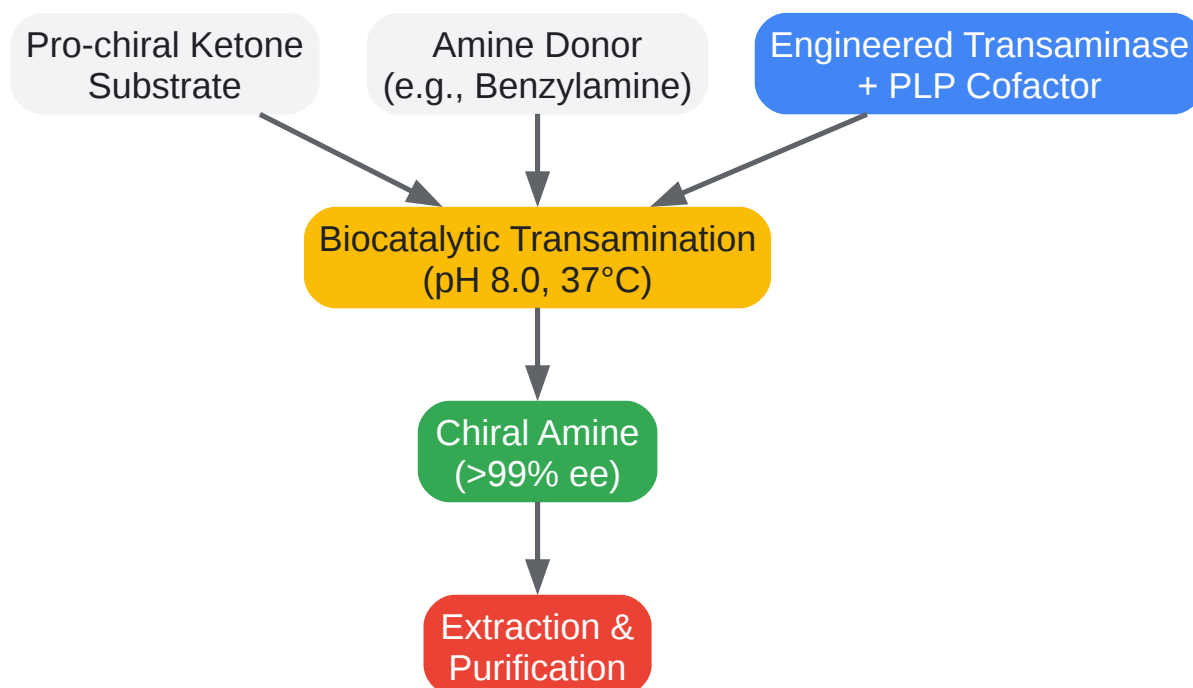 Pro-chiral Ketone
Substrate
Amine Donor
(e.g., Benzylamine)
Engineered Transaminase
+ PLP Cofactor
Biocatalytic Transamination
(pH 8.0, 37°C)
Chiral Amine
(>99% ee)
Extraction &
Purification